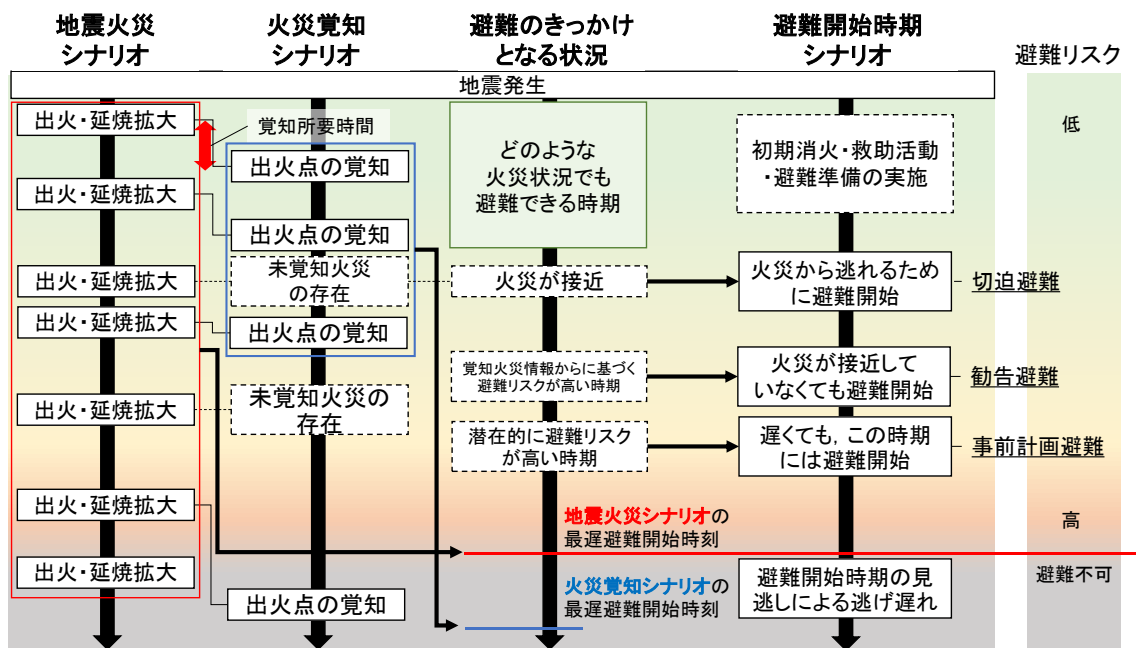 地震火災
シナリオ
火災覚知
シナリオ
避難のきっかけ
となる状況
避難開始時期
シナリオ
避難リスク
地震発生
出火・延焼拡大
出火・延焼拡大
出火・延焼拡大
出火・延焼拡大
出火・延焼拡大
出火・延焼拡大
出火・延焼拡大
覚知所要時間
出火点の覚知
出火点の覚知
未覚知火災
の存在
出火点の覚知
未覚知火災の
存在
出火点の覚知
どのような
火災状況でも
避難できる時期
火災が接近
覚知火災情報からに基づく
避難リスクが高い時期
潜在的に避難リスク
が高い時期
地震火災シナリオの
最遅避難開始時刻
火災覚知シナリオの
最遅避難開始時刻
初期消火・救助活動
・避難準備の実施
火災から逃れるため
に避難開始
火災が接近して
いなくても避難開始
遅くても，この時期
には避難開始
避難開始時期の見
逃しによる逃げ遅れ
切迫避難
勧告避難
事前計画避難
低
高
避難不可